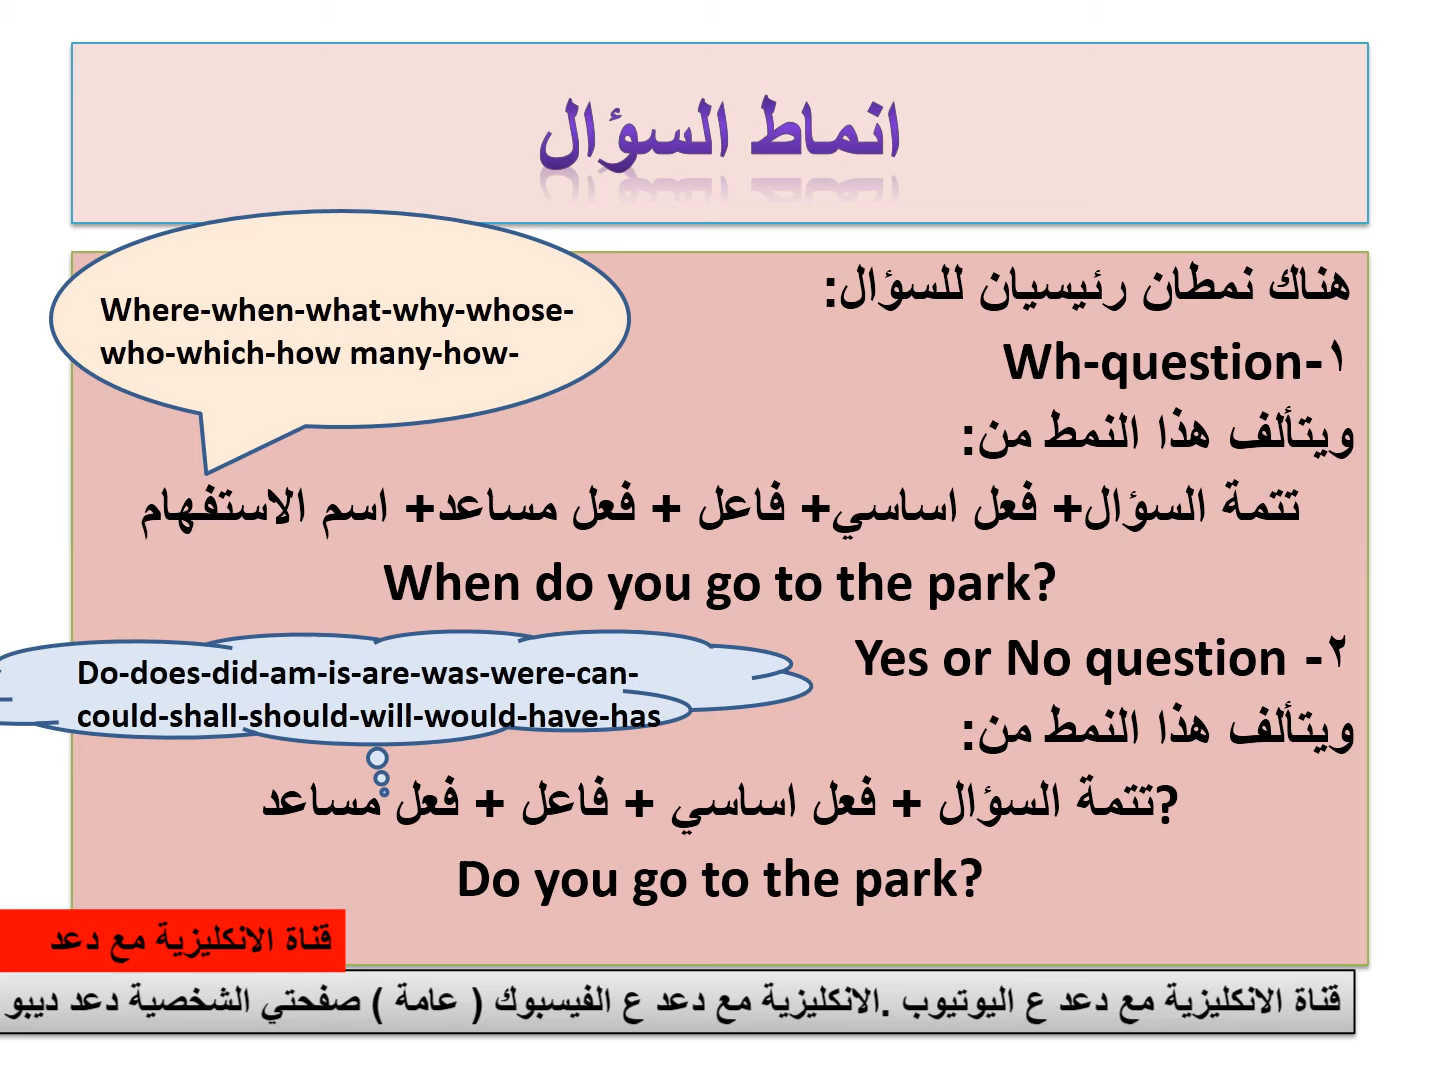 انماط السؤال
هناك نمطان رئيسيان للسؤال:
Where-when-what-why-whose-
who-which-how many-how-
١-Wh-question
ويتألف هذا النمط من:
تتمة السؤال+ فعل اساسي+ فاعل + فعل مساعد+ اسم الاستفهام
When do you go to the park?
٢- Yes or No question
Do-does-did-am-is-are-was-were-can-
could-shall-should-will-would-have-has
ويتألف هذا النمط من:
?تتمة السؤال + فعل اساسي + فاعل + فعل مساعد
Do you go to the park?
قناة الانكليزية مع دعد
قناة الانكليزية مع دعد ع اليوتيوب .الانكليزية مع دعد ع الفيسبوك ( عامة ) صفحتي الشخصية دعد ديبو